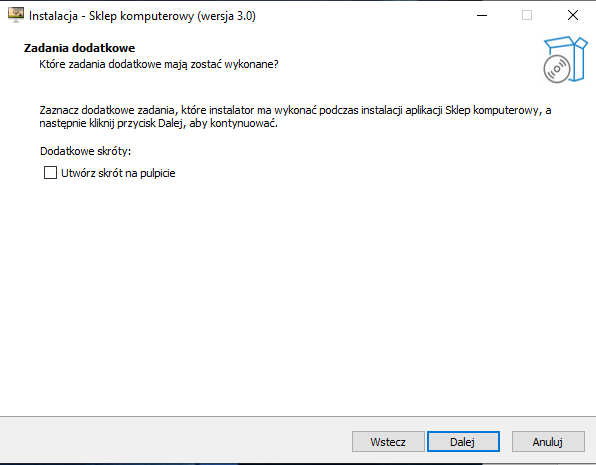 Instalacja - Sklep komputerowy (wersja 3.0)
Zadania dodatkowe
Które zadania dodatkowe mają zostać wykonane?
Zaznacz dodatkowe zadania, które instalator ma wykonać podczas instalacji aplikacji Sklep komputerowy, a
następnie kliknij przycisk Dalej, aby kontynuować.
Dodatkowe skróty:
Utwórz skrót na pulpicie
Wstecz
Dalej
Anuluj